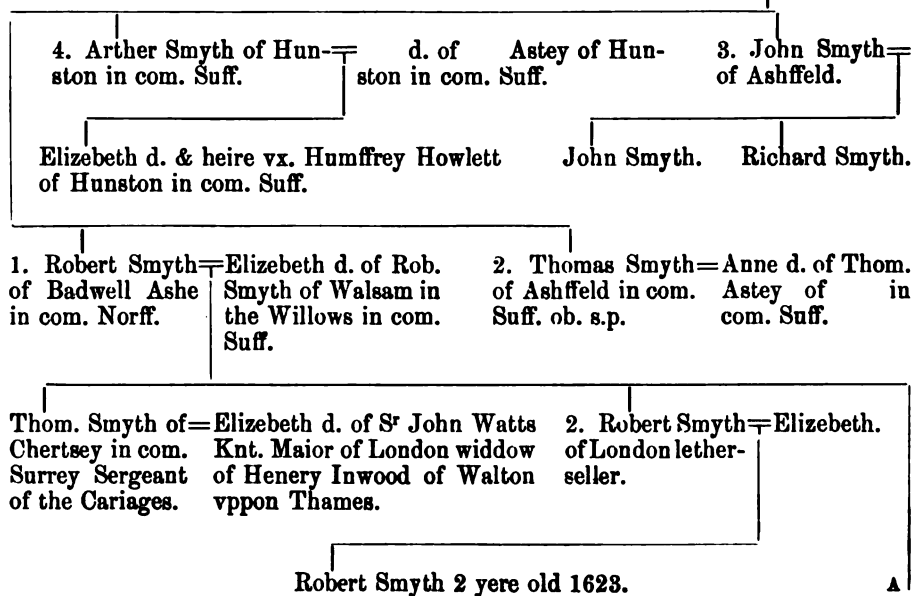 4. Arther Smyth of Hun-
ston in com. Suff.
d. of Astey of Hun-
ston in com. Suff.
3. John Smyth
of Ashffeld.
Elizebeth d. & heire vx. Humffrey Howlett
of Hunston in com. Suff.
John Smyth.
Richard Smyth.
1. Robert Smyth
of Badwell Ashe
in com. Norff.
Elizebeth d. of Rob.
Smyth of Walsam in
the Willows in com.
Suff.
2. Thomas Smyth
of Ashffeld in com.
Suff. ob. s.p.
Anne d. of Thom.
Astey of in
com. Suff.
Thom. Smyth of
Chertsey in com.
Surrey Sergeant
of the Cariages.
Elizebeth d. of Sr John Watts
Knt. Maior of London widdow
of Henery Inwood of Walton
vppon Thames.
2. Robert Smyth
of London lether-
seller.
Elizebeth.
Robert Smyth 2 yere old 1623.
A